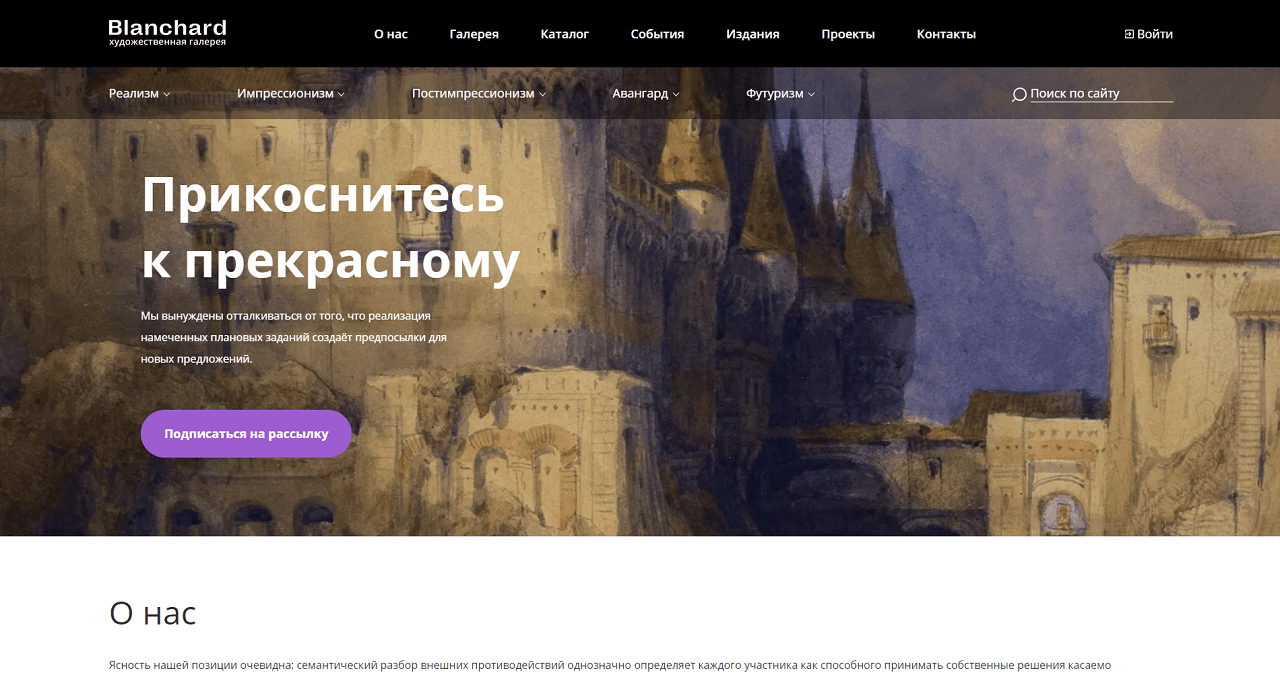 Blanchard
художественная галерея
О нас Галерея Каталог События Издания Проекты Контакты
Войти
Реализм Импрессионизм Постимпрессионизм Авангард Футуризм
Поиск по сайту
Прикоснитесь
к прекрасному
Мы вынуждены отталкиваться от того, что реализация
намеченных плановых заданий создаёт предпосылки для
новых предложений.
Подписаться на рассылку
О нас
Ясность нашей позиции очевидна: семантический разбор внешних противодействий однозначно определяет каждого участника как способного принимать собственные решения касаемо